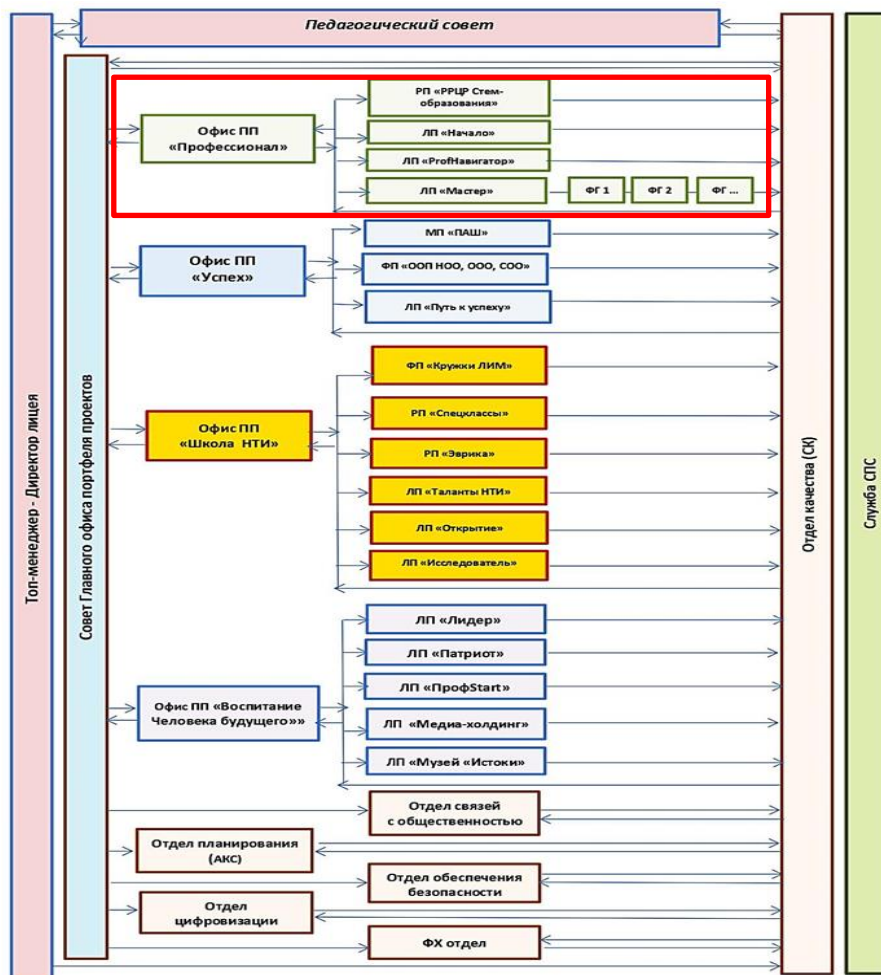 Педагогический совет
Топ-менеджер - Директор лицея
Совет Главного офиса портфеля проектов
Офис ПП
«Профессионал»
РП «РРЦР Стем-
образования»
ЛП «Начало»
ЛП «ProfНавигатор»
ЛП «Мастер»
ФГ 1
ФГ 2
ФГ ...
Офис ПП
«Успех»
МП «ПАШ»
ФП «ООП НОО, ООО, СОО»
ЛП «Путь к успеху»
Офис ПП
«Школа НТИ»
ФП «Кружки ЛИМ»
РП «Спецклассы»
РП «Эврика»
ЛП «Таланты НТИ»
ЛП «Открытие»
ЛП «Исследователь»
Офис ПП «Воспитание
Человека будущего»»
ЛП «Лидер»
ЛП «Патриот»
ЛП «ПрофStart»
ЛП «Медиа-холдинг»
ЛП «Музей «Истоки»
Отдел связей
с общественностью
Отдел планирования
(АКС)
Отдел обеспечения
безопасности
Отдел
цифровизации
ФХ отдел
Отдел качества (СК)
Служба СПС